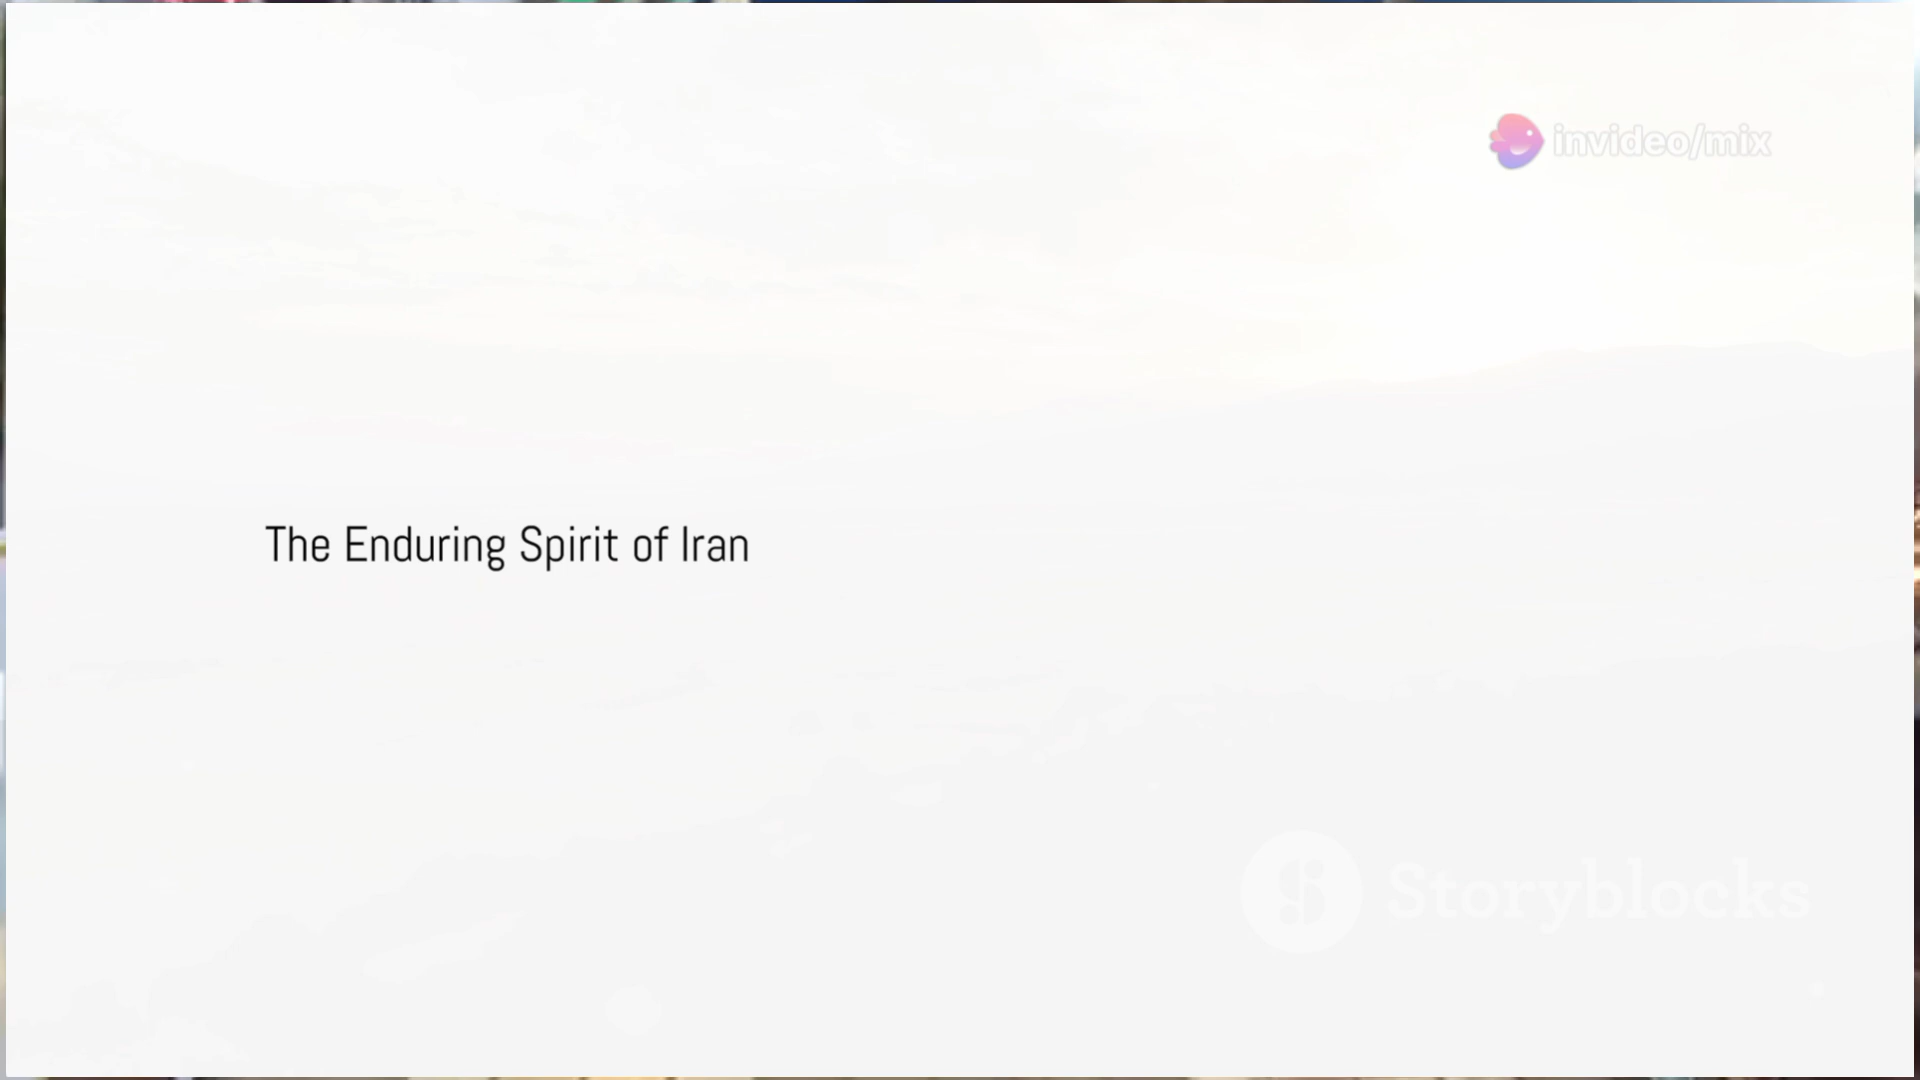 invideo/mix
The Enduring Spirit of Iran
Storyblocks